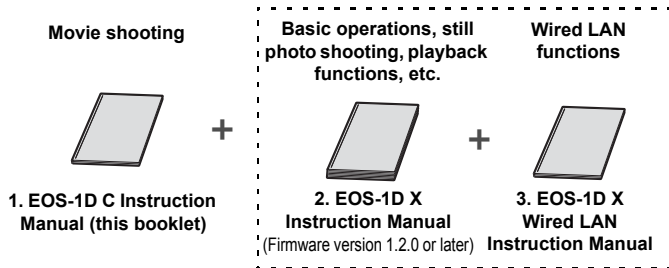 Movie shooting
Basic operations, still
photo shooting, playback
functions, etc.
Wired LAN
functions
+
+
1. EOS-1D C Instruction
Manual (this booklet)
2. EOS-1D X
Instruction Manual
(Firmware version 1.2.0 or later)
3. EOS-1D X
Wired LAN
Instruction Manual